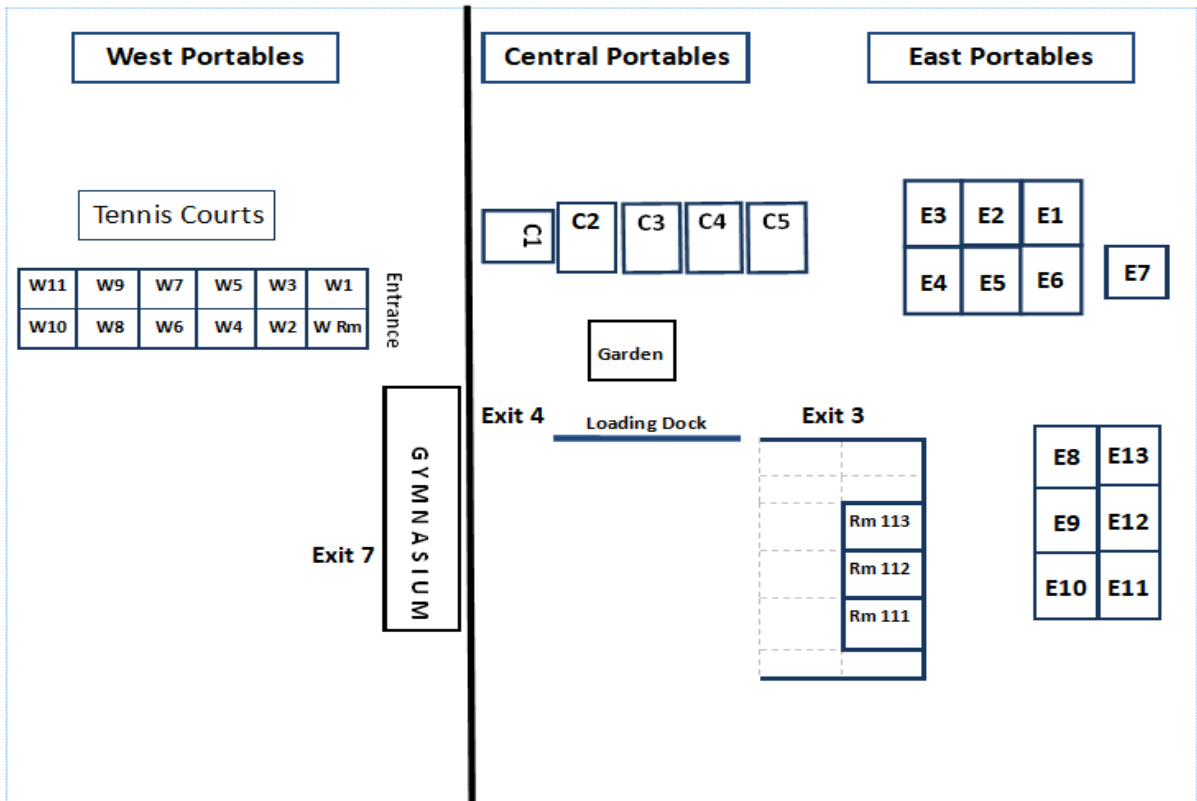 West Portables
Central Portables
East Portables
Tennis Courts
W11 W9 W7 W5 W3 W1
W10 W8 W6 W4 W2 W Rm
Entrance
C1 C2 C3 C4 C5
E3 E2 E1
E4 E5 E6
E7
Garden
Exit 4
Loading Dock
Exit 3
GYMNASIUM
Exit 7
Rm 113
Rm 112
Rm 111
E8 E13
E9 E12
E10 E11